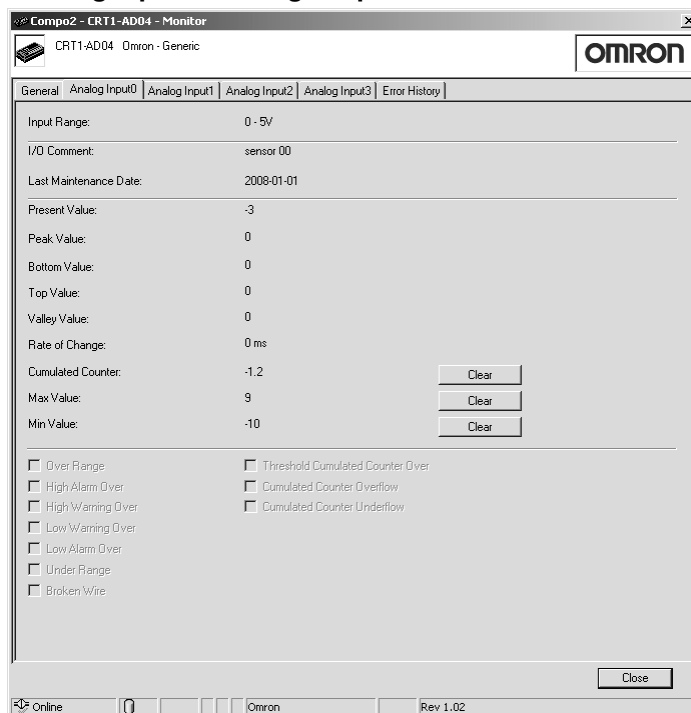 Compo2 - CRT1-AD04 - Monitor
CRT1-AD04 Omron - Generic
OMRON
General Analog Input0 Analog Input1 Analog Input2 Analog Input3 Error History
Input Range: 0 - 5V
I/O Comment: sensor 00
Last Maintenance Date: 2008-01-01
Present Value: -3
Peak Value: 0
Bottom Value: 0
Top Value: 0
Valley Value: 0
Rate of Change: 0 ms
Cumulated Counter: -1.2 Clear
Max Value: 9 Clear
Min Value: -10 Clear
Over Range Threshold Cumulated Counter Over
High Alarm Over Cumulated Counter Overflow
High Warning Over Cumulated Counter Underflow
Low Warning Over
Low Alarm Over
Under Range
Broken Wire
Close
Online Omron Rev 1.02